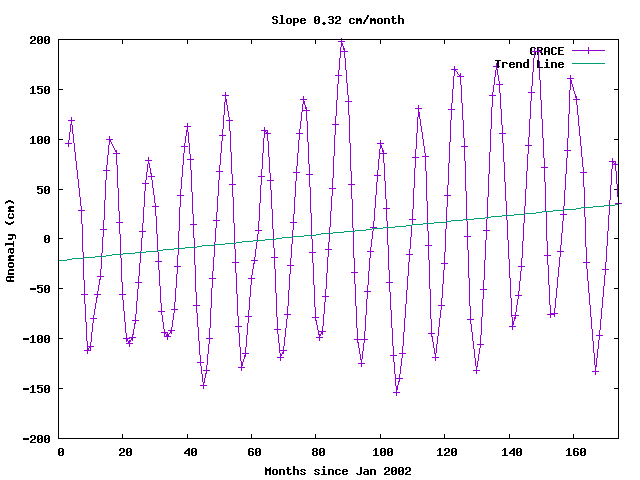 Slope 0.32 cm/month
GRACE
Trend Line
200
150
100
50
0
-50
-100
-150
-200
Anomaly (cm)
0 20 40 60 80 100 120 140 160
Months since Jan 2002